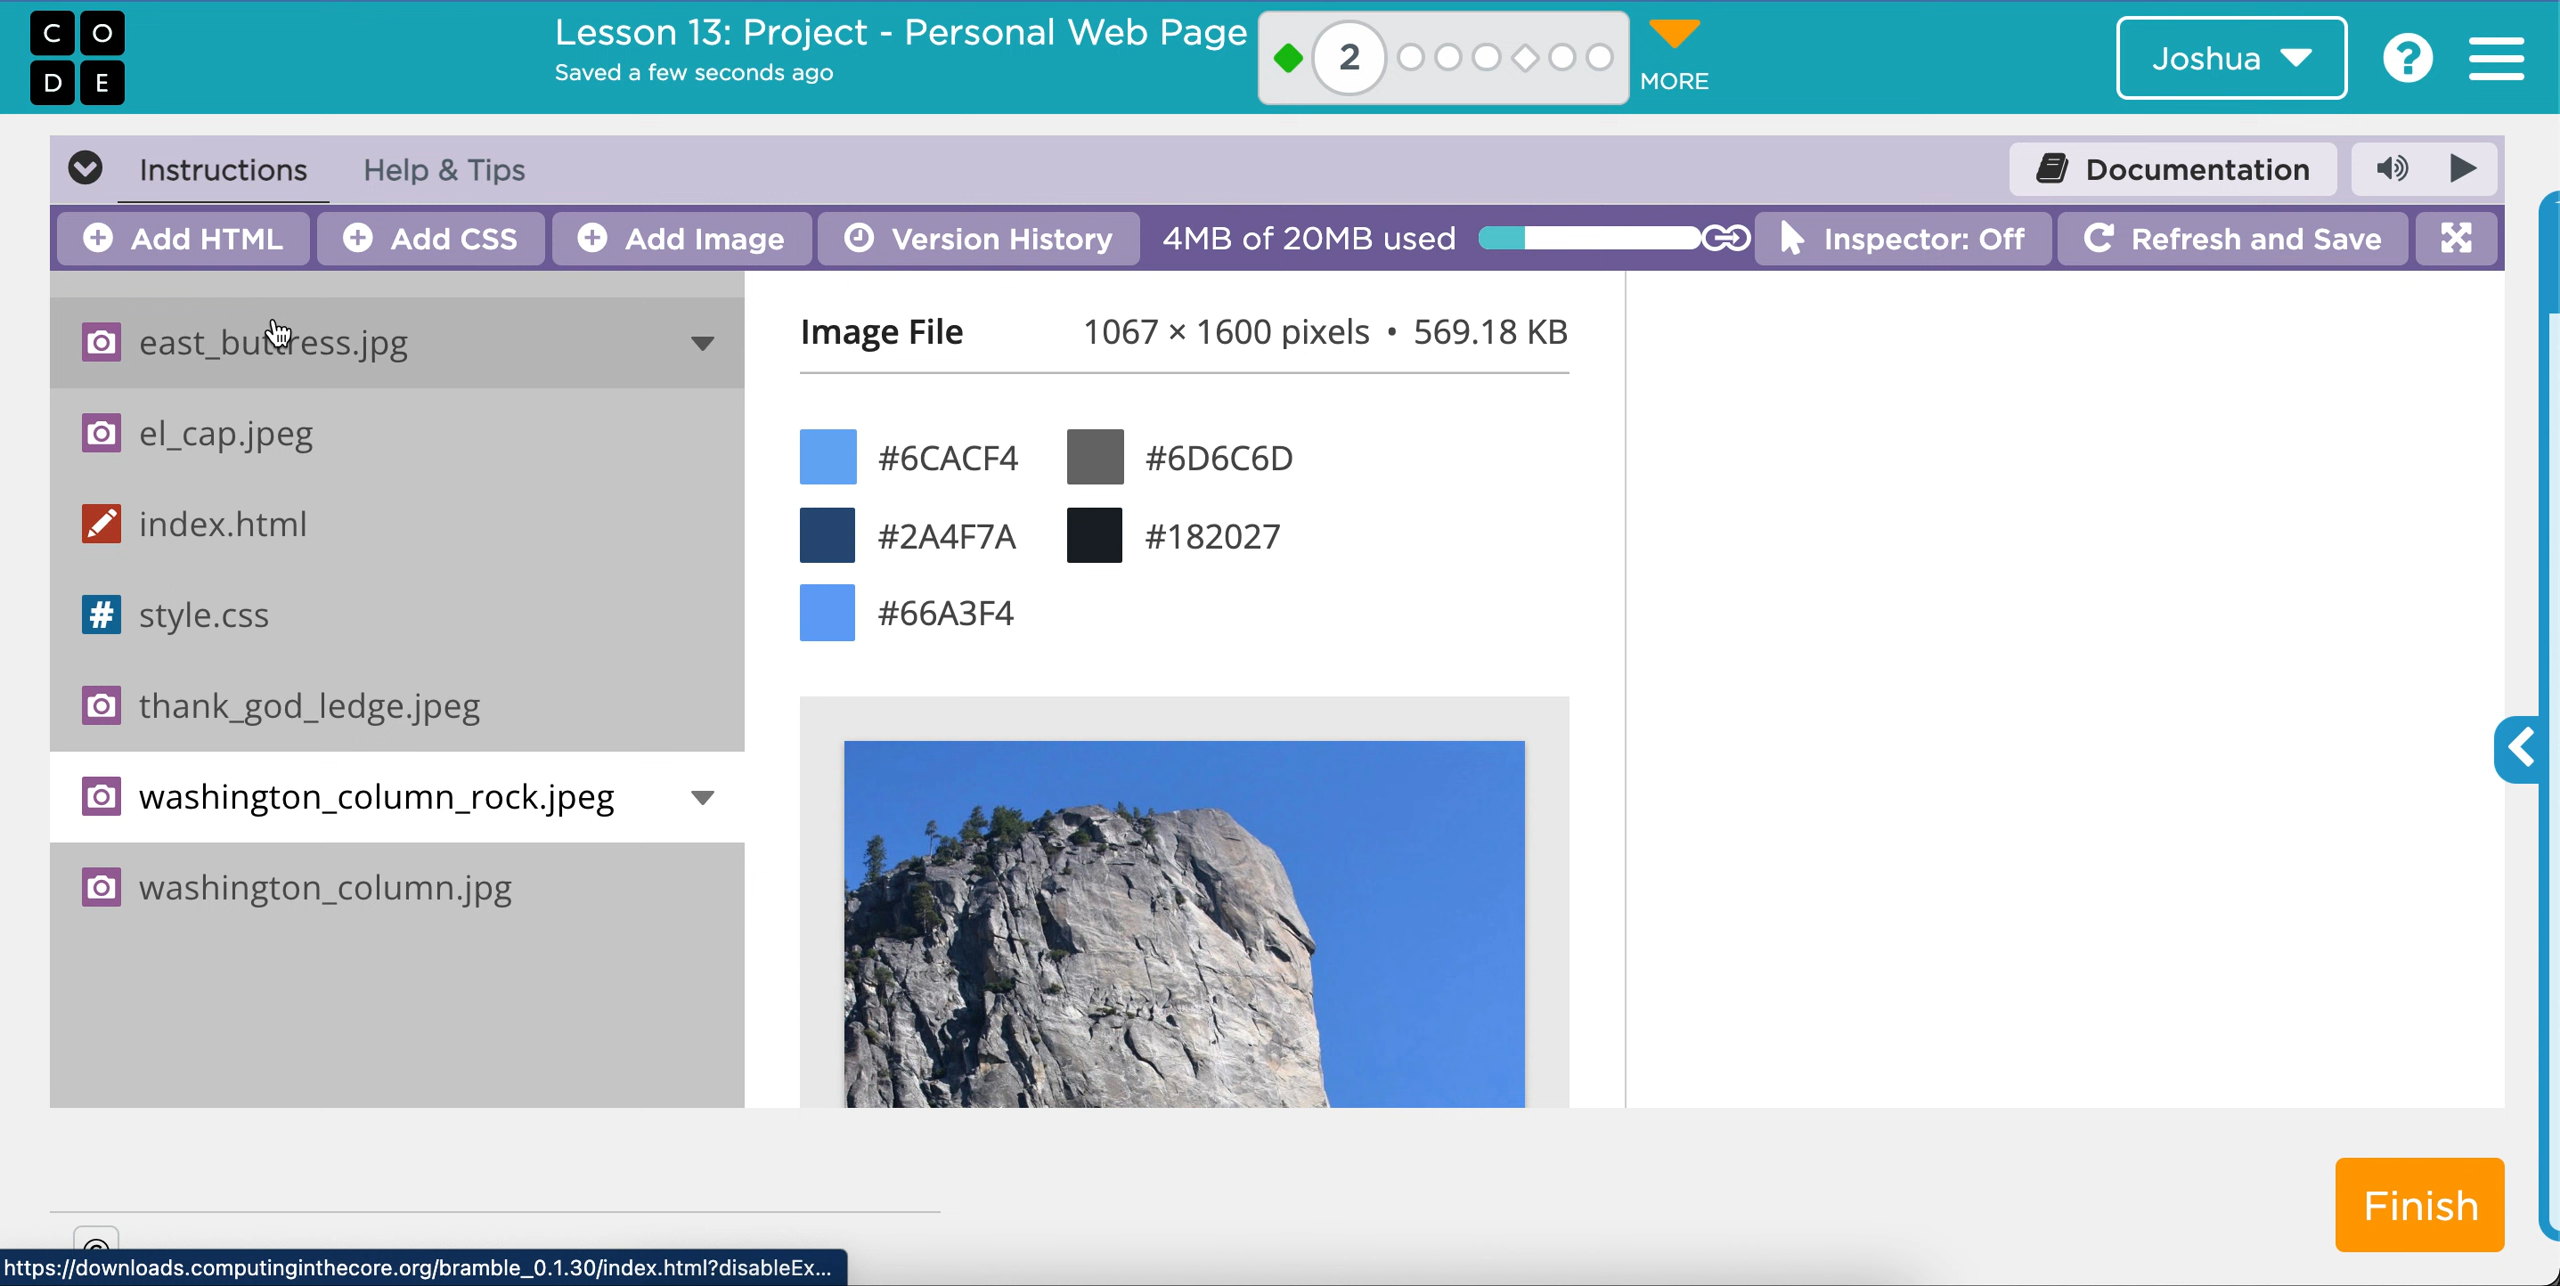 C O
D E
Lesson 13: Project - Personal Web Page
Saved a few seconds ago
2
MORE
Joshua
?
Instructions
Help & Tips
Documentation
Add HTML
Add CSS
Add Image
Version History
4MB of 20MB used
Inspector: Off
Refresh and Save
east_buttress.jpg
el_cap.jpeg
index.html
# style.css
thank_god_ledge.jpeg
washington_column_rock.jpeg
washington_column.jpg
Image File
1067 × 1600 pixels • 569.18 KB
#6CACF4
#6D6C6D
#2A4F7A
#182027
#66A3F4
Finish
https://downloads.computinginthecore.org/bramble_0.1.30/index.html?disableEx...